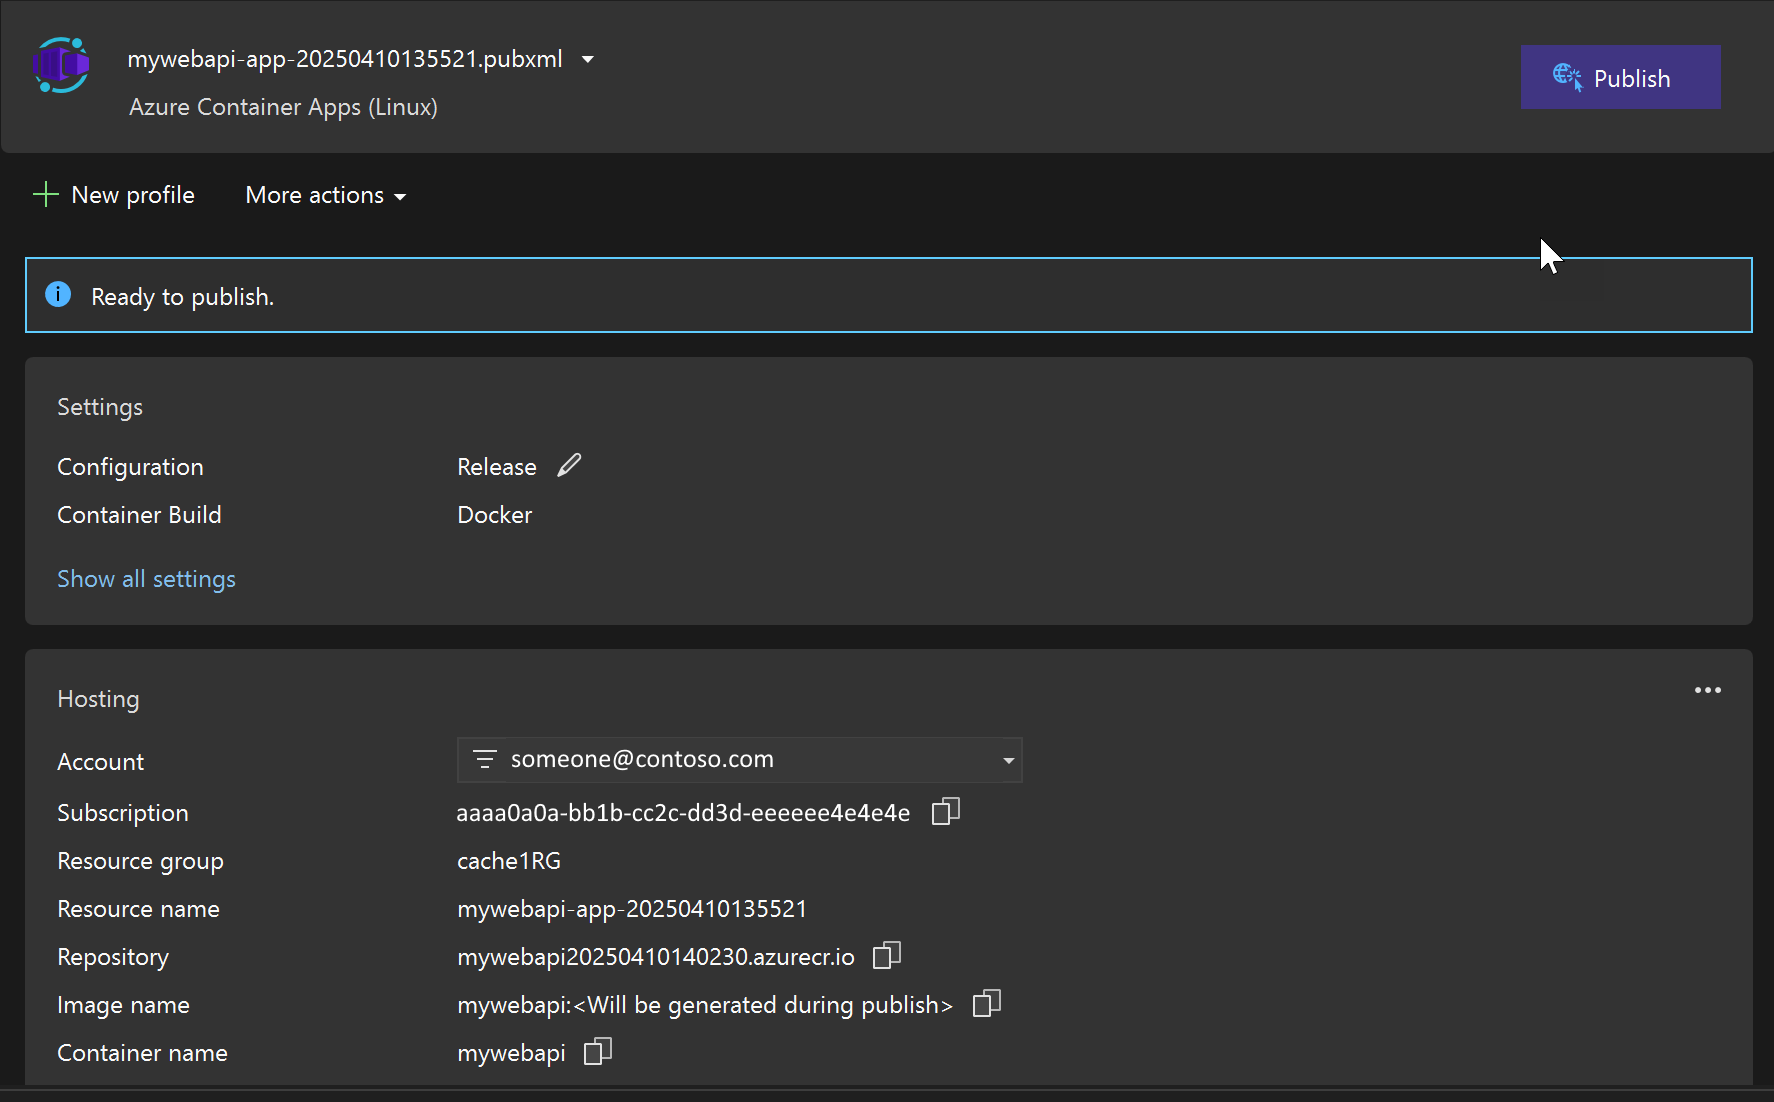 mywebapi-app-20250410135521.pubxml
Azure Container Apps (Linux)
Publish
New profile
More actions
Ready to publish.
Settings
Configuration Release
Container Build Docker
Show all settings
Hosting
Account someone@contoso.com
Subscription aaaa0a0a-bb1b-cc2c-dd3d-eeeeee4e4e4e
Resource group cache1RG
Resource name mywebapi-app-20250410135521
Repository mywebapi20250410140230.azurecr.io
Image name mywebapi:<Will be generated during publish>
Container name mywebapi